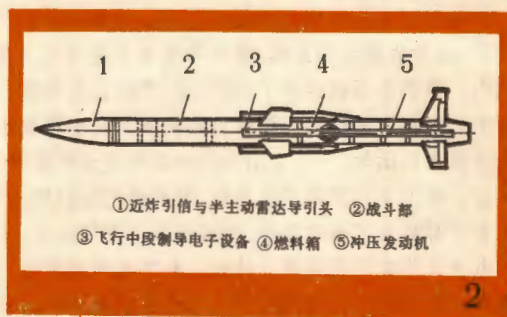 1 2 3 4 5
①近炸引信与半主动雷达导引头 ②战斗部
③飞行中段制导电子设备 ④燃料箱 ⑤冲压发动机
2